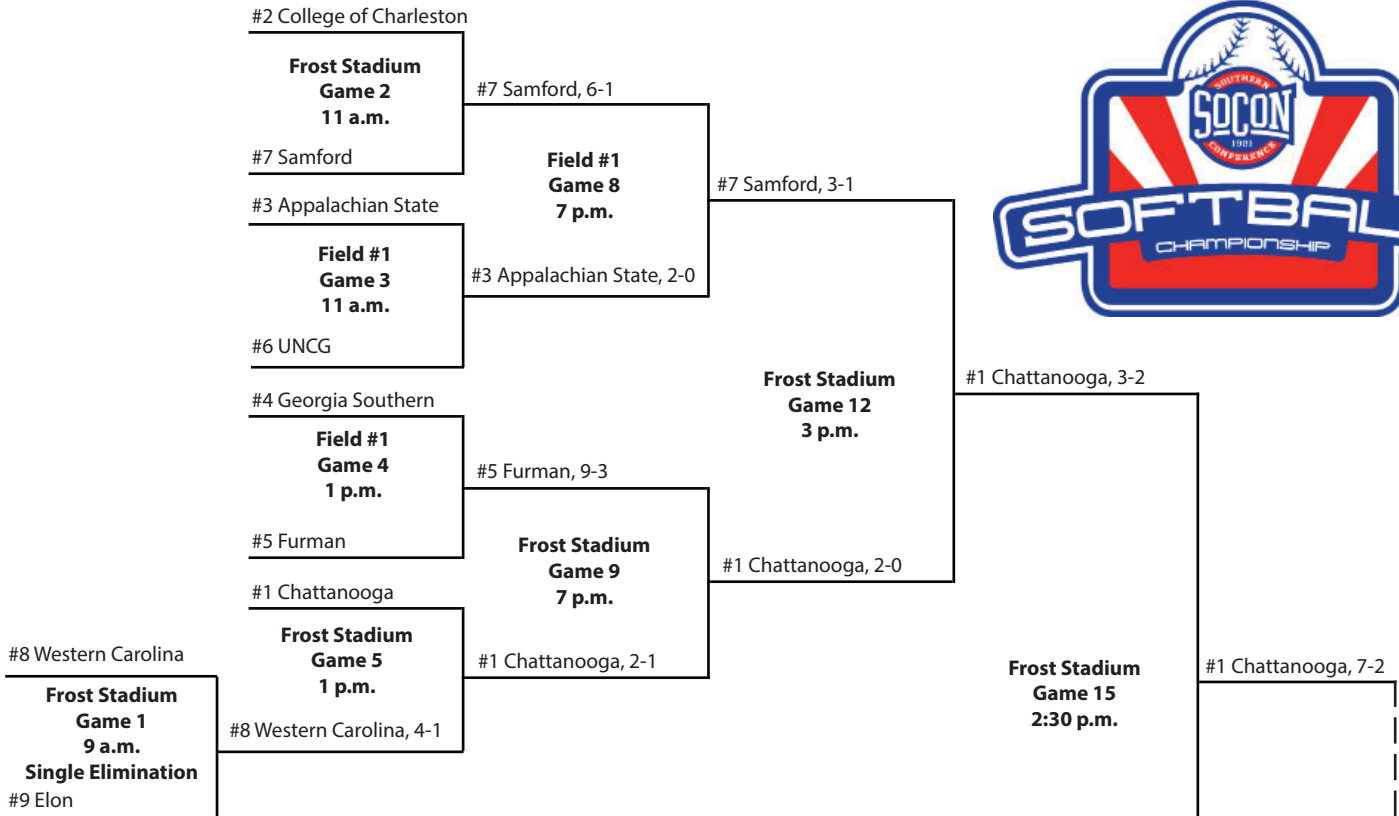 #2 College of Charleston
Frost Stadium
Game 2
11 a.m.
#7 Samford
#7 Samford, 6-1
#3 Appalachian State
Field #1
Game 3
11 a.m.
#6 UNCG
#3 Appalachian State, 2-0
Field #1
Game 8
7 p.m.
#7 Samford, 3-1
#4 Georgia Southern
Field #1
Game 4
1 p.m.
#5 Furman
#5 Furman, 9-3
#1 Chattanooga
Frost Stadium
Game 5
1 p.m.
#8 Western Carolina, 4-1
#1 Chattanooga, 2-1
Frost Stadium
Game 9
7 p.m.
#1 Chattanooga, 2-0
#8 Western Carolina
Frost Stadium
Game 1
9 a.m.
Single Elimination
#9 Elon
Frost Stadium
Game 12
3 p.m.
#1 Chattanooga, 3-2
Frost Stadium
Game 15
2:30 p.m.
#1 Chattanooga, 7-2
SOUTHERN
SOCON
1921
CONFERENCE
SOFTBAL
CHAMPIONSHIP